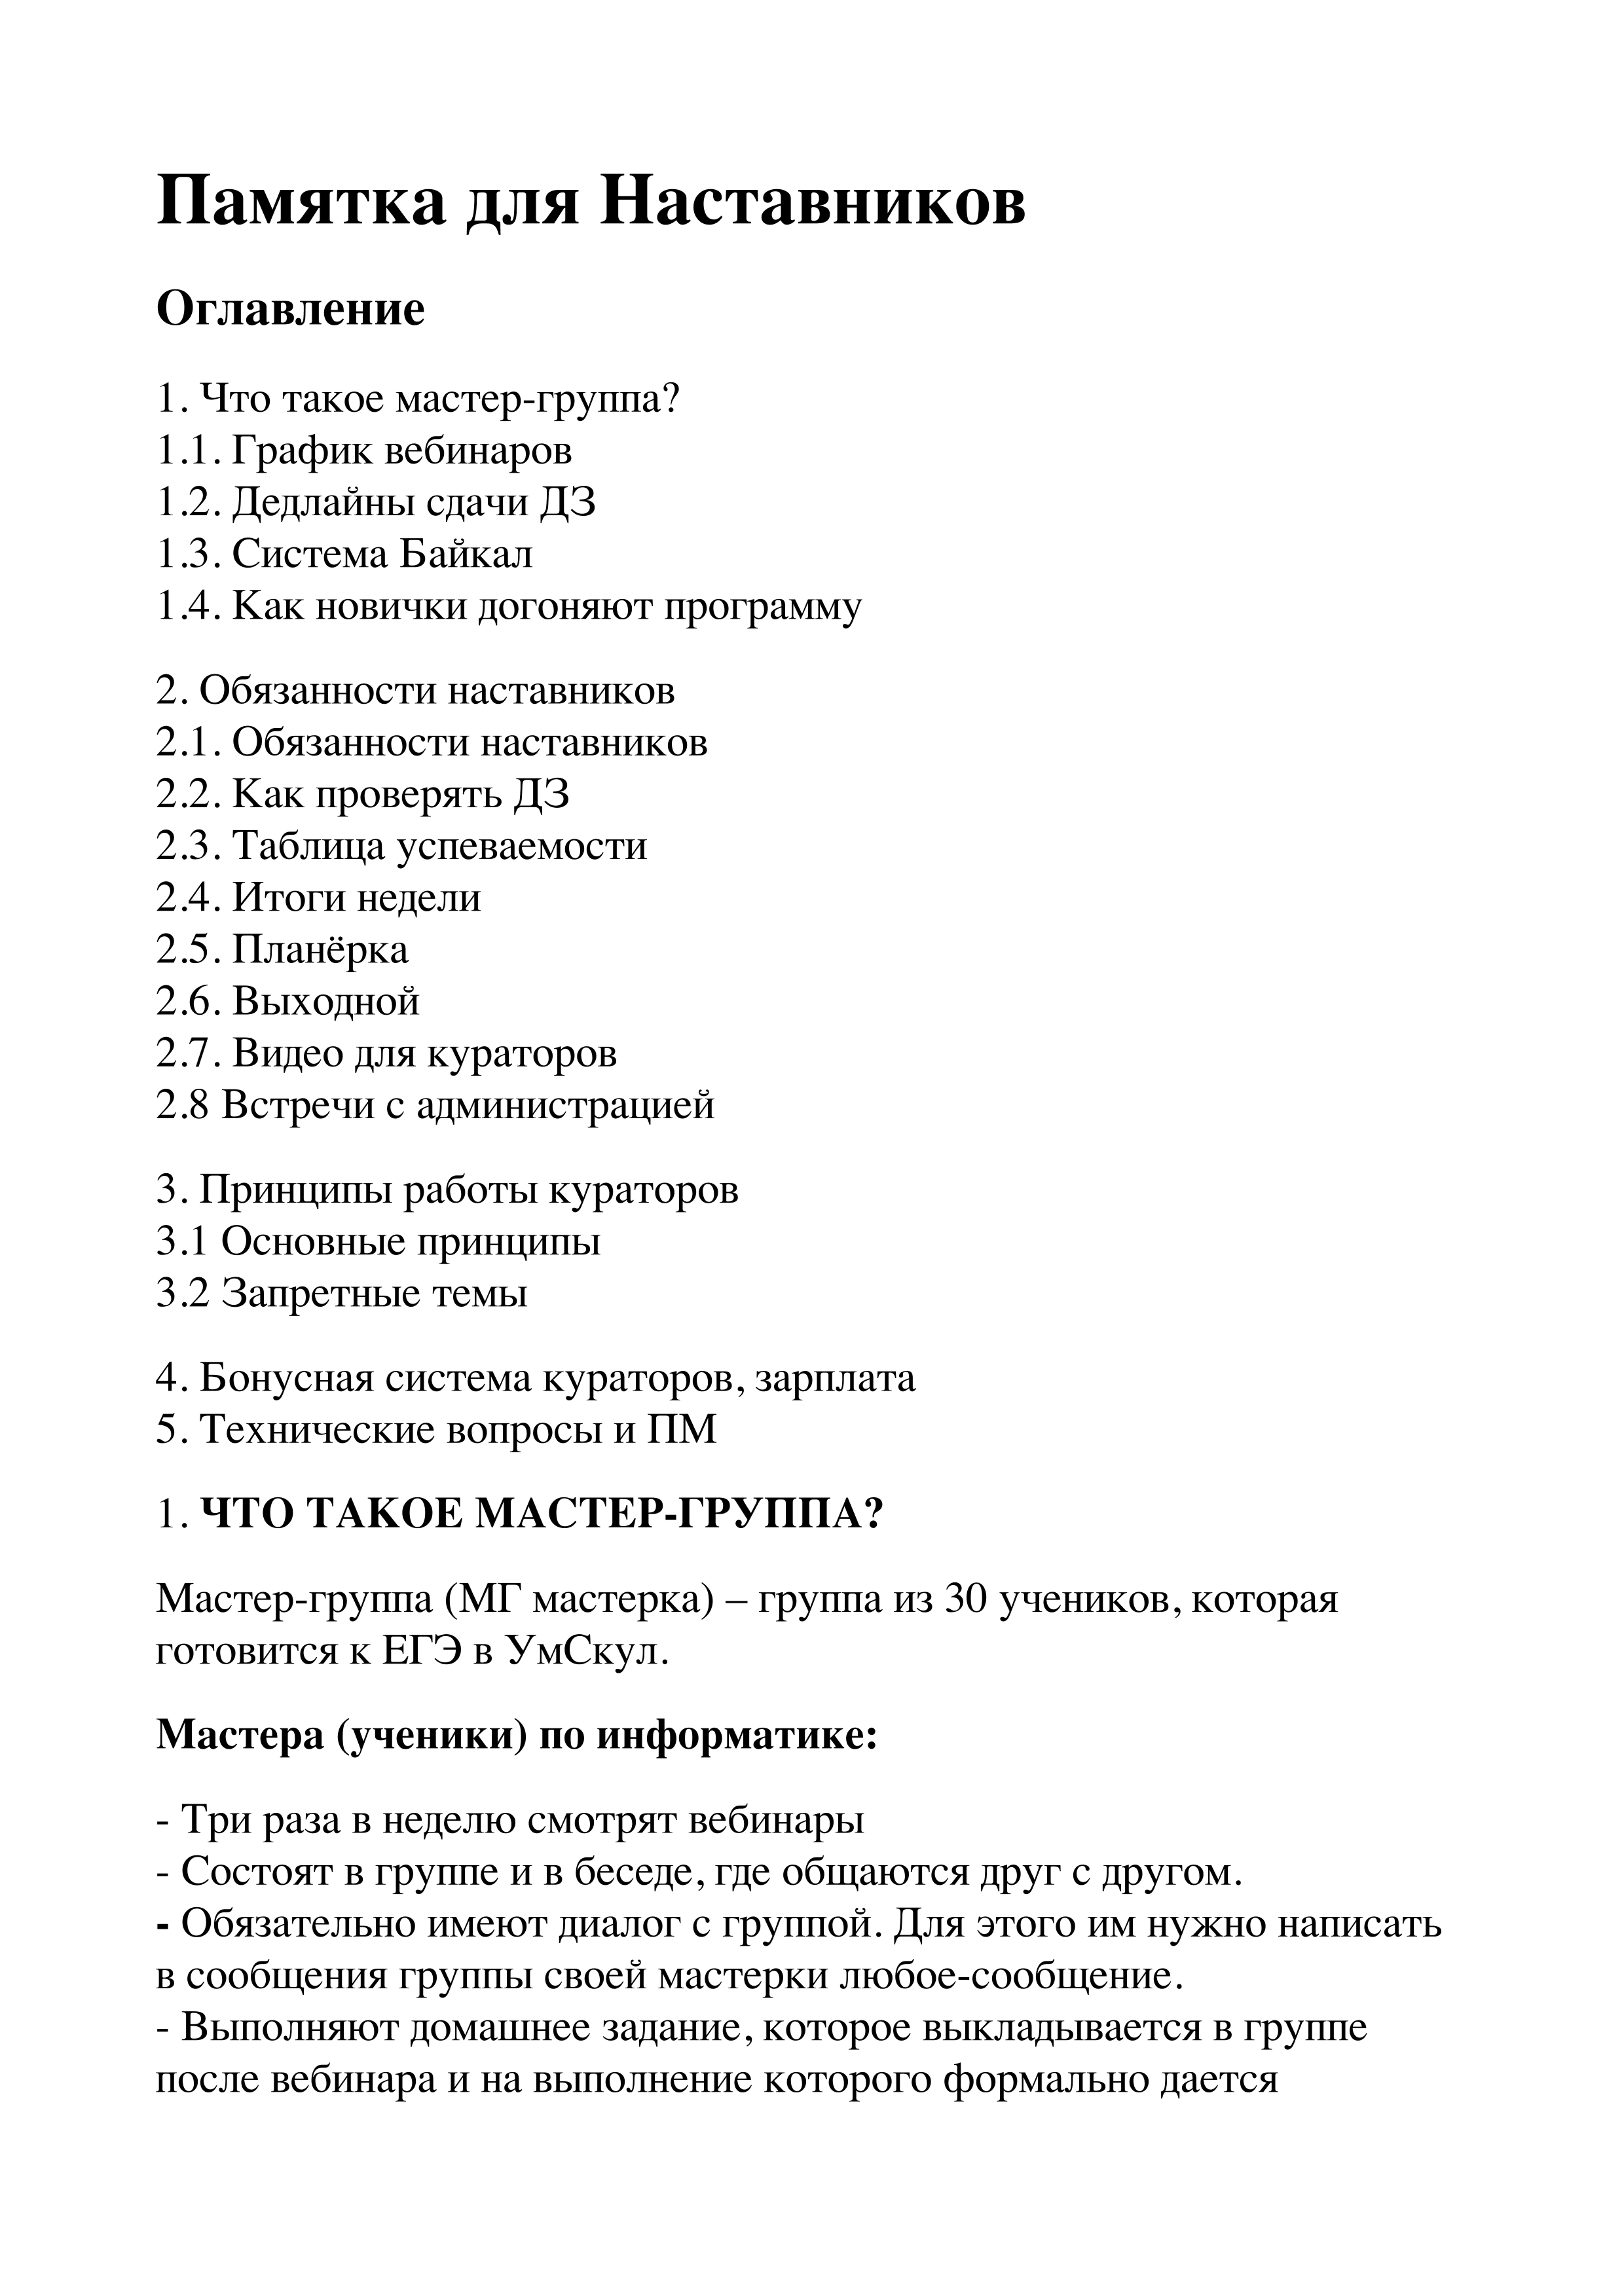 Памятка для Наставников
Оглавление
1. Что такое мастер-группа?
1.1. График вебинаров
1.2. Дедлайны сдачи ДЗ
1.3. Система Байкал
1.4. Как новички догоняют программу
2. Обязанности наставников
2.1. Обязанности наставников
2.2. Как проверять ДЗ
2.3. Таблица успеваемости
2.4. Итоги недели
2.5. Планёрка
2.6. Выходной
2.7. Видео для кураторов
2.8 Встречи с администрацией
3. Принципы работы кураторов
3.1 Основные принципы
3.2 Запретные темы
4. Бонусная система кураторов, зарплата
5. Технические вопросы и ПМ
1. ЧТО ТАКОЕ МАСТЕР-ГРУППА?
Мастер-группа (МГ мастерка) – группа из 30 учеников, которая
готовится к ЕГЭ в УмСкул.
Мастера (ученики) по информатике:
- Три раза в неделю смотрят вебинары
- Состоят в группе и в беседе, где общаются друг с другом.
- Обязательно имеют диалог с группой. Для этого им нужно написать
в сообщения группы своей мастерки любое-сообщение.
- Выполняют домашнее задание, которое выкладывается в группе
после вебинара и на выполнение которого формально дается